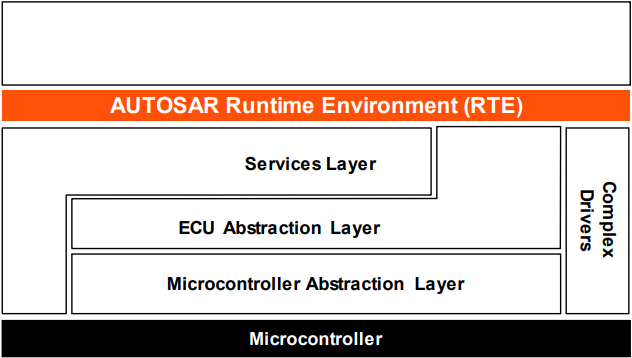 AUTOSAR Runtime Environment (RTE)
Services Layer
ECU Abstraction Layer
Microcontroller Abstraction Layer
Complex
Drivers
Microcontroller